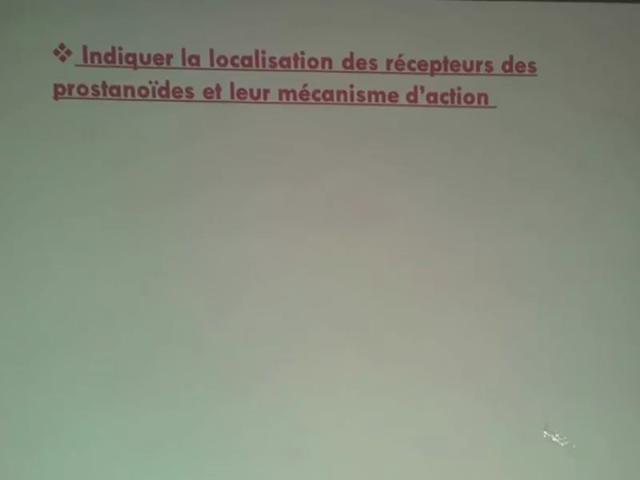 ❖ Indiquer la localisation des récepteurs des
prostanoïdes et leur mécanisme d'action